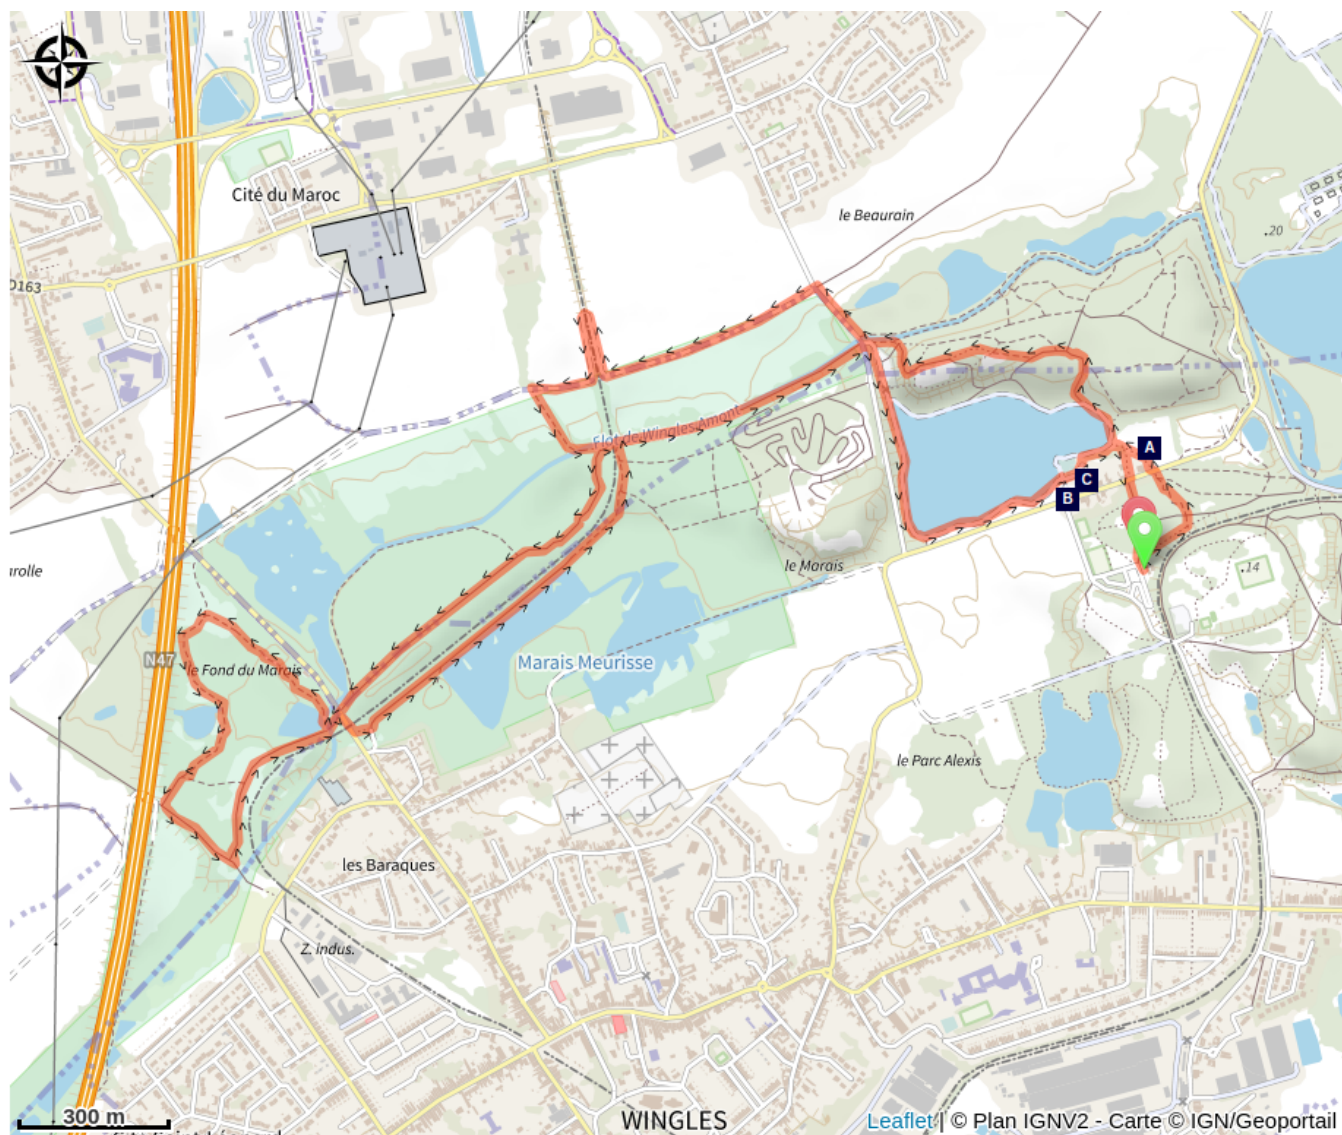 Cité du Maroc
le Beaurain
.20
D163
Flot de Wingles Amont
A
C
B
le Marais
.14
N47
le Fond du Marais
Marais Meurisse
le Parc Alexis
les Baraques
Z. indus.
300 m
WINGLES
Leaflet | © Plan IGNV2 - Carte © IGN/Geoportail